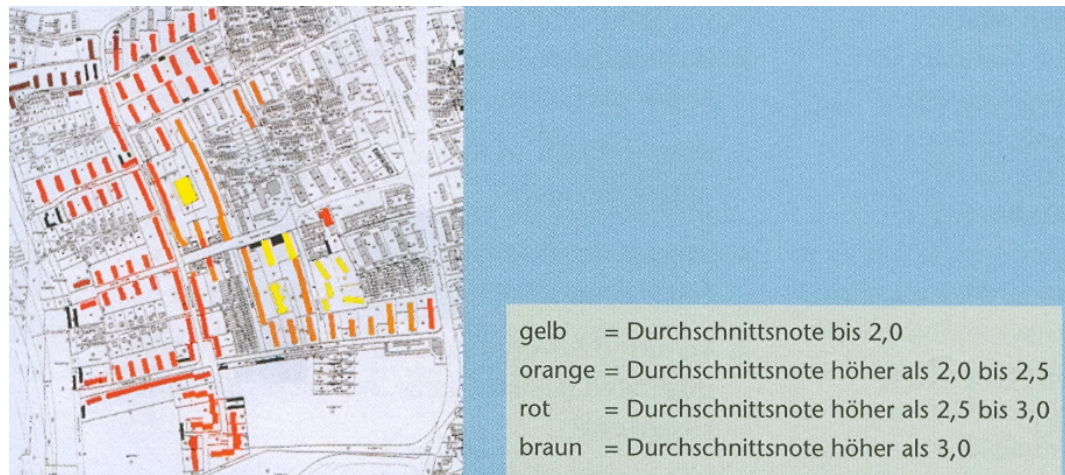 gelb = Durchschnittsnote bis 2,0
orange = Durchschnittsnote höher als 2,0 bis 2,5
rot = Durchschnittsnote höher als 2,5 bis 3,0
braun = Durchschnittsnote höher als 3,0